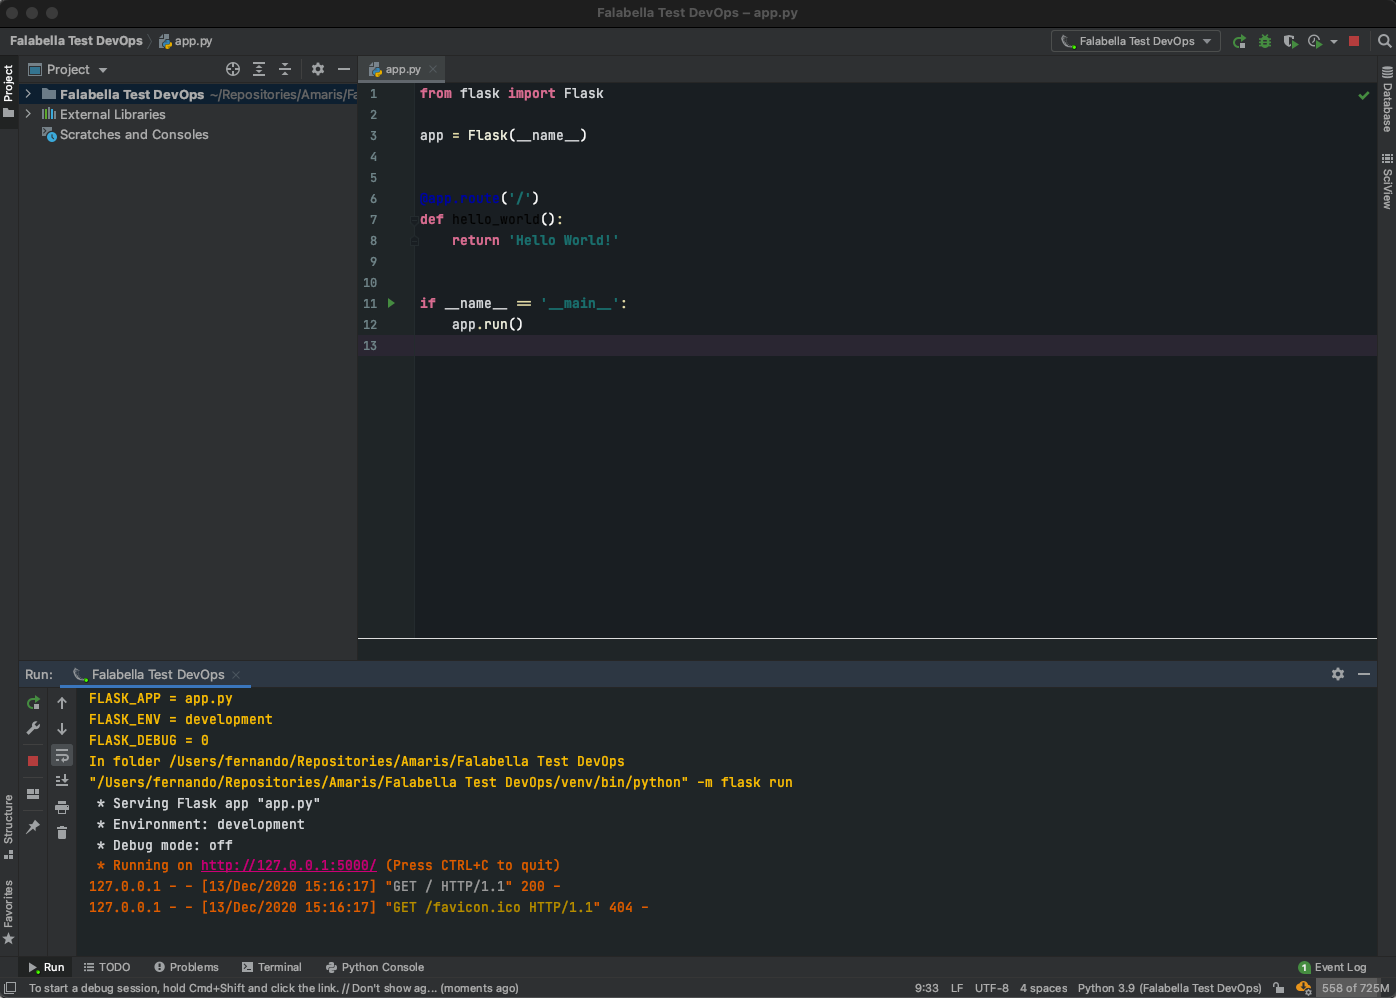 Falabella Test DevOps – app.py
Falabella Test DevOps
app.py
Falabella Test DevOps
Project
Project
Falabella Test DevOps ~/Repositories/Amaris/Fa
External Libraries
Scratches and Consoles
app.py
1 from flask import Flask
2
3 app = Flask(__name__)
4
5
6 @app.route('/')
7 def hello_world():
8 return 'Hello World!'
9
10
11 if __name__ == '__main__':
12 app.run()
13
Database
SciView
Run: Falabella Test DevOps
FLASK_APP = app.py
FLASK_ENV = development
FLASK_DEBUG = 0
In folder /Users/fernando/Repositories/Amaris/Falabella Test DevOps
"/Users/fernando/Repositories/Amaris/Falabella Test DevOps/venv/bin/python" -m flask run
* Serving Flask app "app.py"
* Environment: development
* Debug mode: off
* Running on http://127.0.0.1:5000/ (Press CTRL+C to quit)
127.0.0.1 - - [13/Dec/2020 15:16:17] "GET / HTTP/1.1" 200 -
127.0.0.1 - - [13/Dec/2020 15:16:17] "GET /favicon.ico HTTP/1.1" 404 -
Structure
Favorites
Run TODO Problems Terminal Python Console
1 Event Log
To start a debug session, hold Cmd+Shift and click the link. // Don't show ag... (moments ago)
9:33 LF UTF-8 4 spaces Python 3.9 (Falabella Test DevOps) 558 of 725M